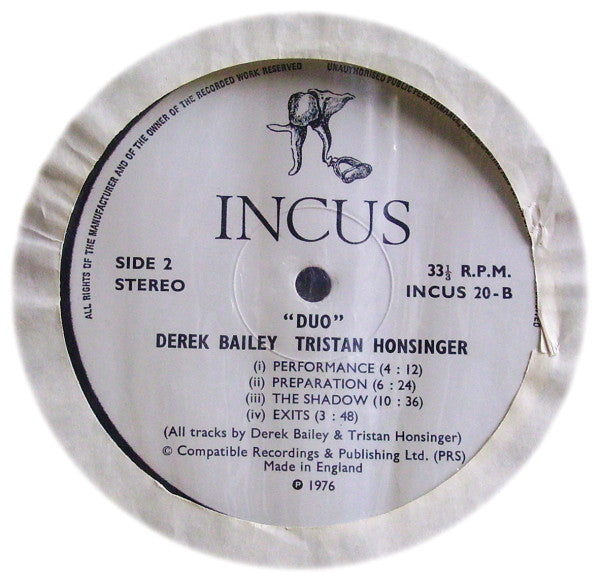 ALL RIGHTS OF THE MANUFACTURER AND OF THE OWNER OF THE RECORDED WORK RESERVED
UNAUTHORISED PUBLIC PERFORMANCE,
INCUS
SIDE 2
STEREO
33⅓ R.P.M.
INCUS 20-B
"DUO"
DEREK BAILEY TRISTAN HONSINGER
(i) PERFORMANCE (4 : 12)
(ii) PREPARATION (6 : 24)
(iii) THE SHADOW (10 : 36)
(iv) EXITS (3 : 48)
(All tracks by Derek Bailey & Tristan Honsinger)
© Compatible Recordings & Publishing Ltd. (PRS)
Made in England
℗ 1976